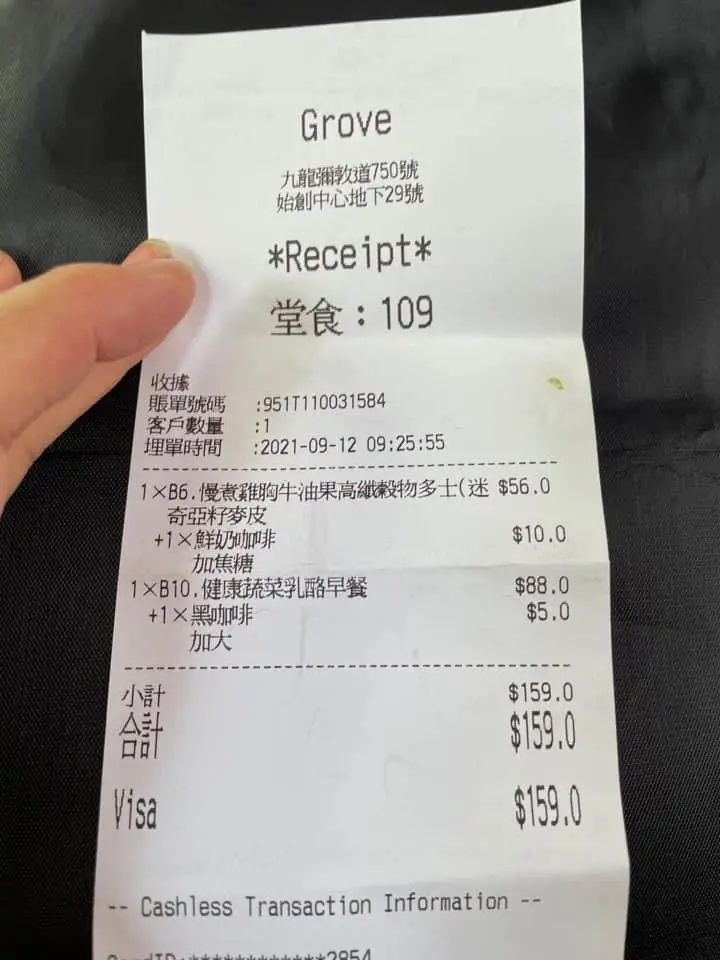 Grove
九龍彌敦道750號
始創中心地下29號
*Receipt*
堂食：109
收據
賬單號碼 :951T110031584
客戶數量 :1
埋單時間 :2021-09-12 09:25:55
1×B6.慢煮雞胸牛油果高纖穀物多士(迷 $56.0
奇亞籽麥皮
+1×鮮奶咖啡 $10.0
加焦糖
1×B10.健康蔬菜乳酪早餐 $88.0
+1×黑咖啡 $5.0
加大
小計 $159.0
合計 $159.0
Visa $159.0
-- Cashless Transaction Information --